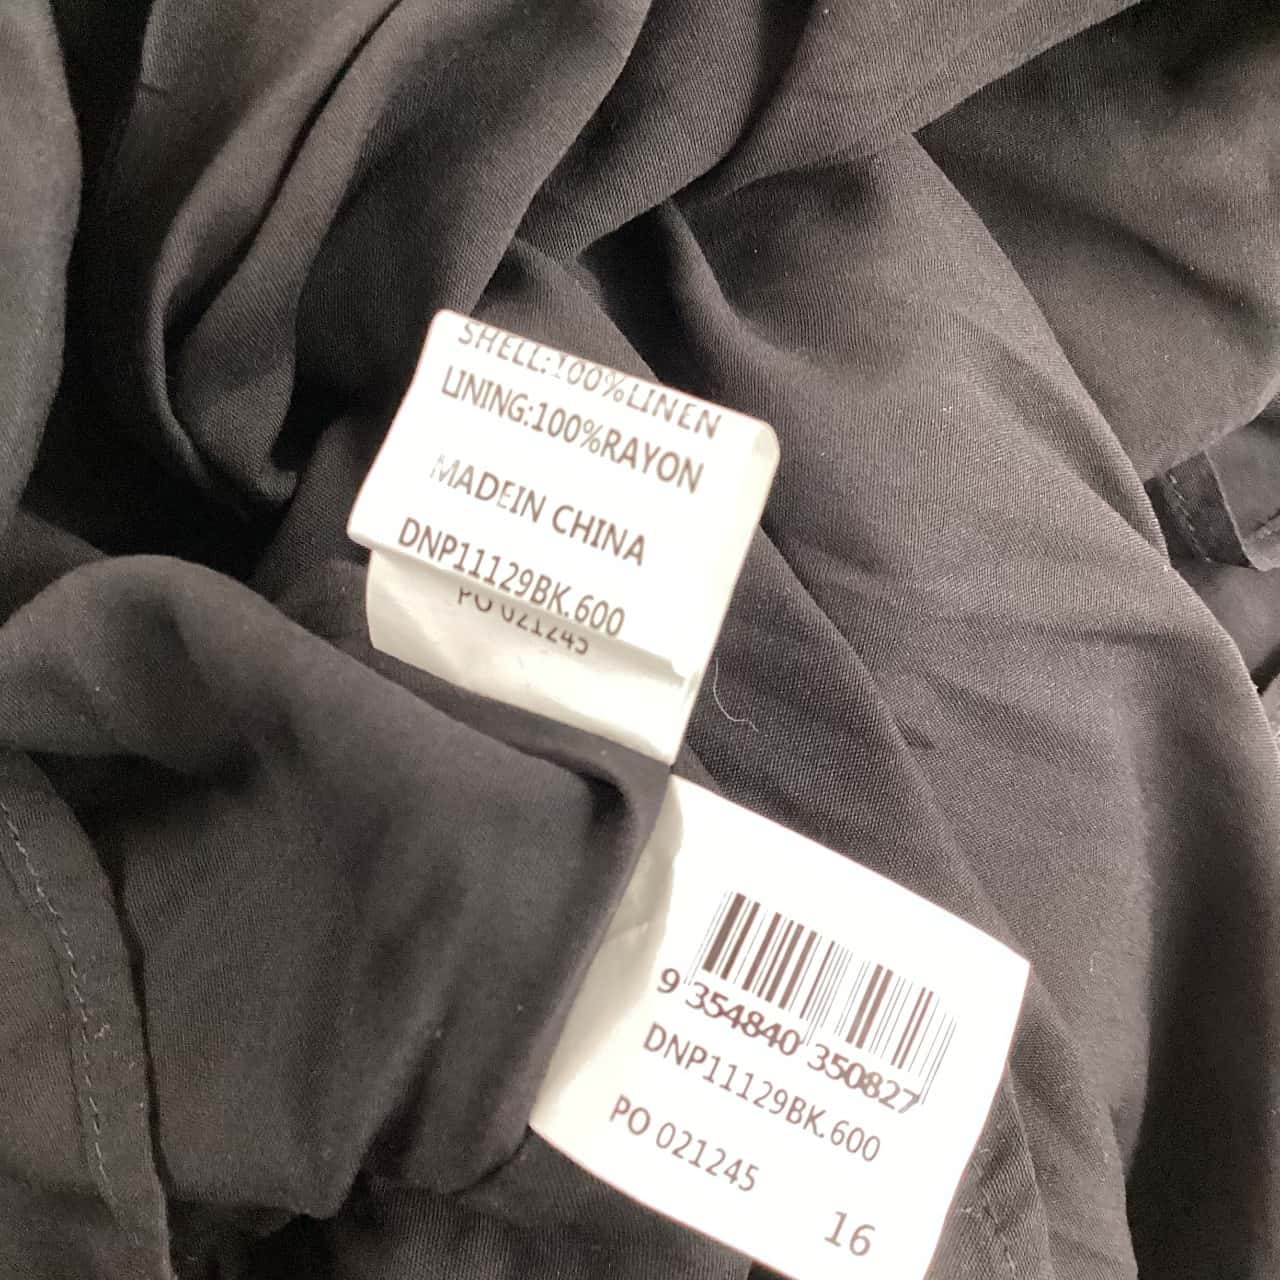 SHELL:100%LINEN
LINING:100%RAYON
MADEIN CHINA
DNP11129BK.600
PO 021245
9 354840 350827
DNP11129BK.600
PO 021245
16